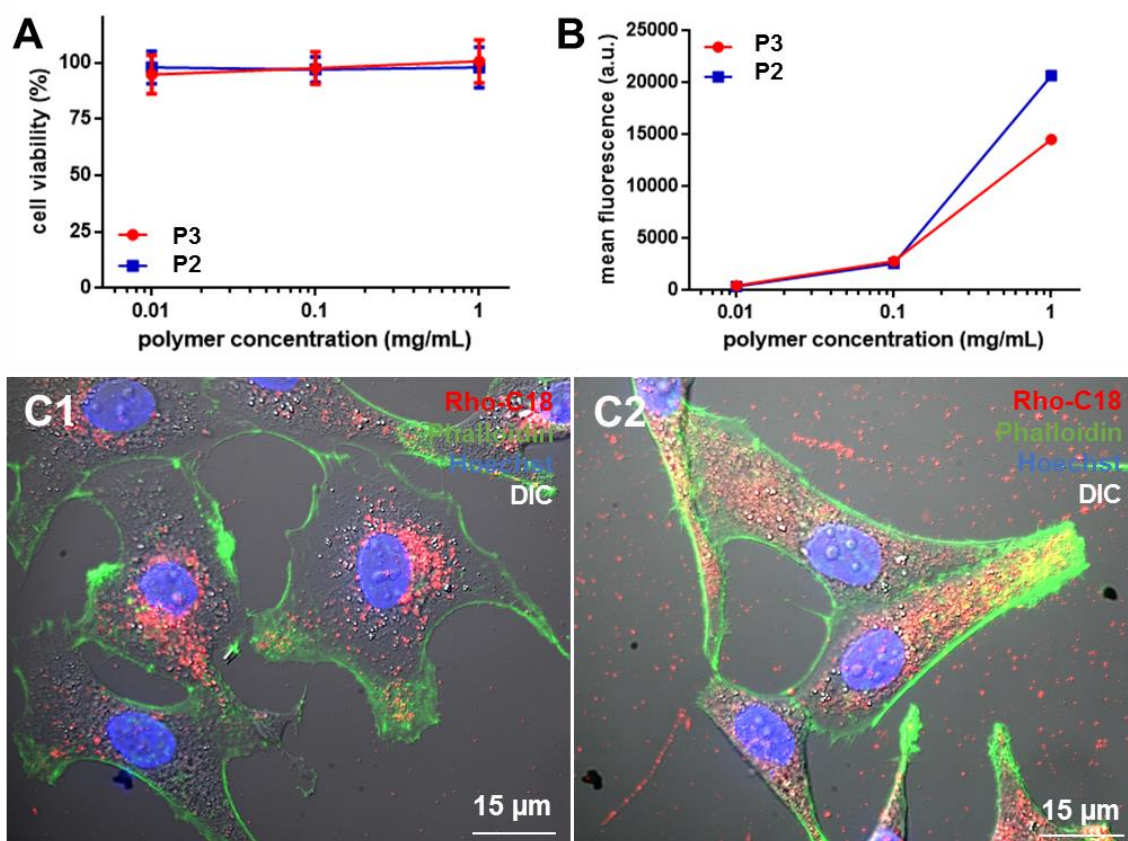 A
cell viability (%)
100
75
50
25
0
P3
P2
0.01
0.1
1
polymer concentration (mg/mL)
B
mean fluorescence (a.u.)
25000
20000
15000
10000
5000
0
P3
P2
0.01
0.1
1
polymer concentration (mg/mL)
C1
Rho-C18
Phalloidin
Hoechst
DIC
15 µm
C2
Rho-C18
Phalloidin
Hoechst
DIC
15 µm